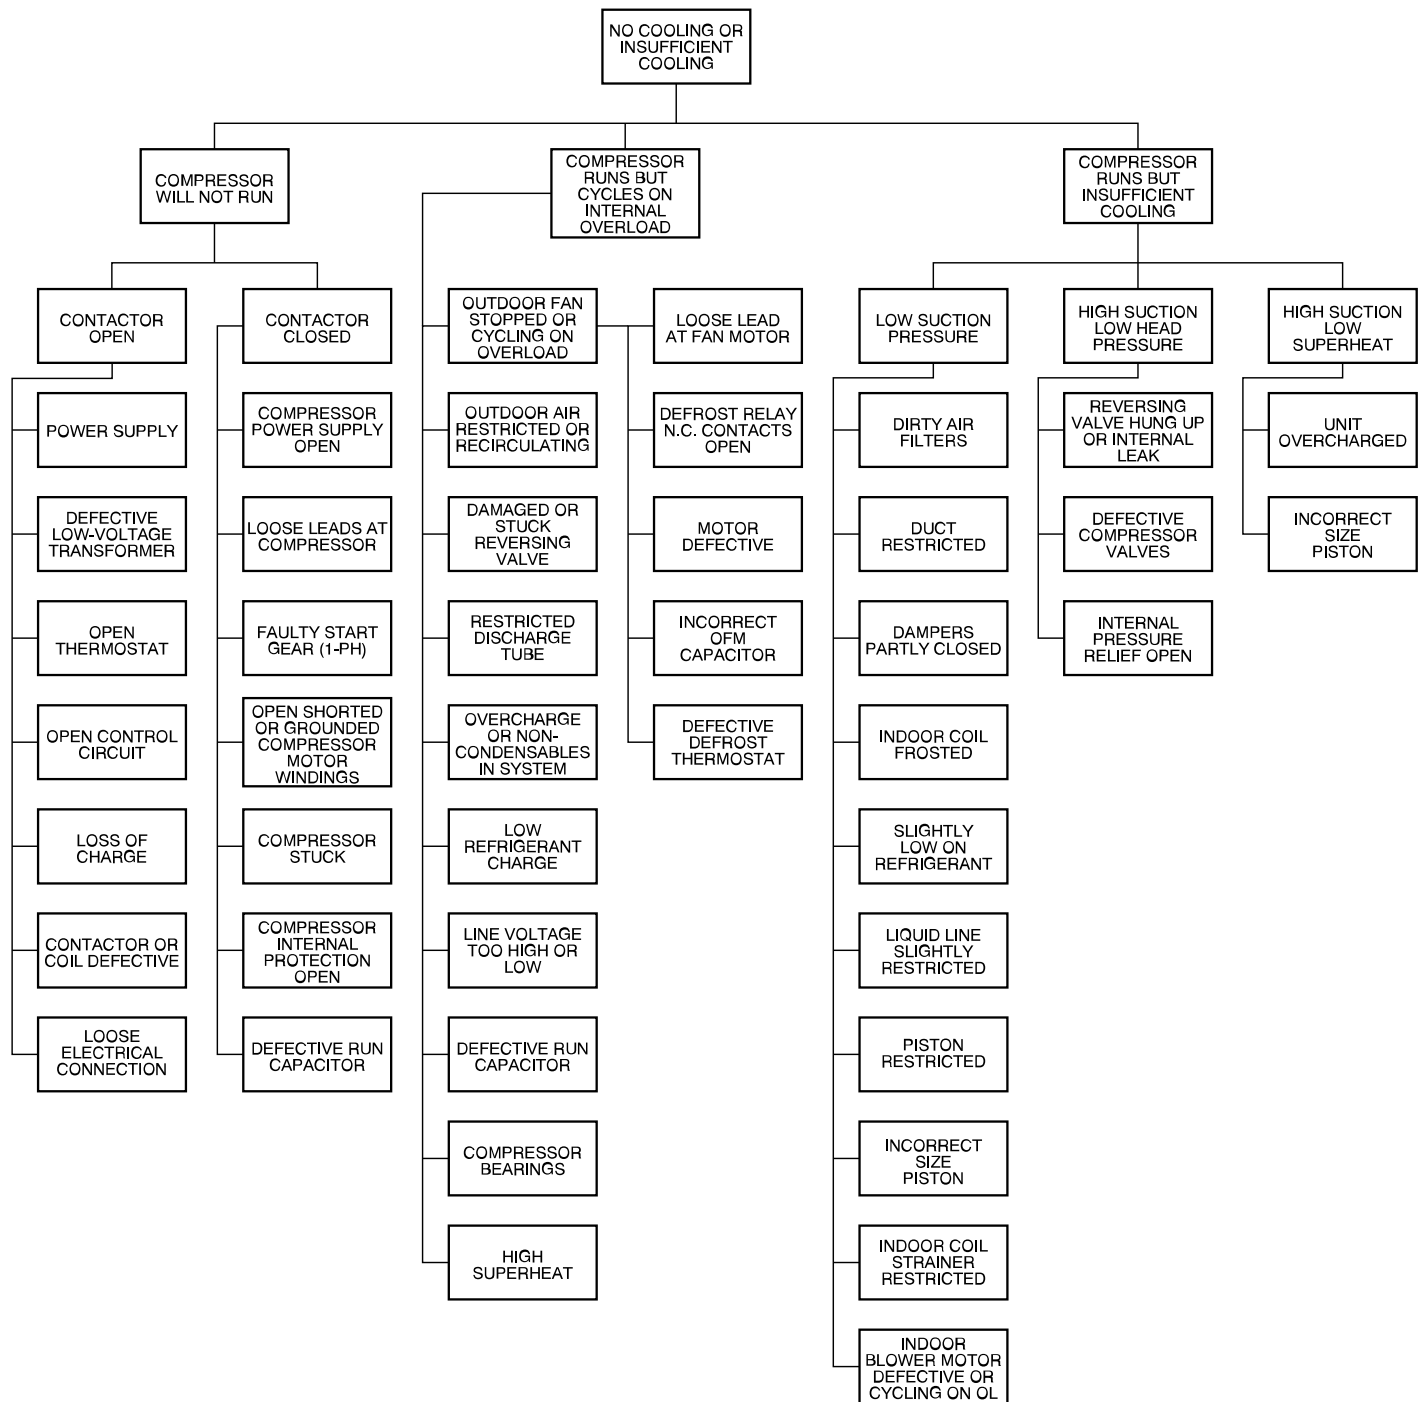 NO COOLING OR
INSUFFICIENT
COOLING
COMPRESSOR
WILL NOT RUN
COMPRESSOR
RUNS BUT
CYCLES ON
INTERNAL
OVERLOAD
COMPRESSOR
RUNS BUT
INSUFFICIENT
COOLING
CONTACTOR
OPEN
POWER SUPPLY
DEFECTIVE
LOW-VOLTAGE
TRANSFORMER
OPEN
THERMOSTAT
OPEN CONTROL
CIRCUIT
LOSS OF
CHARGE
CONTACTOR OR
COIL DEFECTIVE
LOOSE
ELECTRICAL
CONNECTION
CONTACTOR
CLOSED
COMPRESSOR
POWER SUPPLY
OPEN
LOOSE LEADS AT
COMPRESSOR
FAULTY START
GEAR (1-PH)
OPEN SHORTED
OR GROUNDED
COMPRESSOR
MOTOR
WINDINGS
COMPRESSOR
STUCK
COMPRESSOR
INTERNAL
PROTECTION
OPEN
DEFECTIVE RUN
CAPACITOR
OUTDOOR FAN
STOPPED OR
CYCLING ON
OVERLOAD
OUTDOOR AIR
RESTRICTED OR
RECIRCULATING
DAMAGED OR
STUCK
REVERSING
VALVE
RESTRICTED
DISCHARGE
TUBE
OVERCHARGE
OR NON-
CONDENSABLES
IN SYSTEM
LOW
REFRIGERANT
CHARGE
LINE VOLTAGE
TOO HIGH OR
LOW
DEFECTIVE RUN
CAPACITOR
COMPRESSOR
BEARINGS
HIGH
SUPERHEAT
LOOSE LEAD
AT FAN MOTOR
DEFROST RELAY
N.C. CONTACTS
OPEN
MOTOR
DEFECTIVE
INCORRECT
OFM
CAPACITOR
DEFECTIVE
DEFROST
THERMOSTAT
LOW SUCTION
PRESSURE
DIRTY AIR
FILTERS
DUCT
RESTRICTED
DAMPERS
PARTLY CLOSED
INDOOR COIL
FROSTED
SLIGHTLY
LOW ON
REFRIGERANT
LIQUID LINE
SLIGHTLY
RESTRICTED
PISTON
RESTRICTED
INCORRECT
SIZE
PISTON
INDOOR COIL
STRAINER
RESTRICTED
INDOOR
BLOWER MOTOR
DEFECTIVE OR
CYCLING ON OL
HIGH SUCTION
LOW HEAD
PRESSURE
REVERSING
VALVE HUNG UP
OR INTERNAL
LEAK
DEFECTIVE
COMPRESSOR
VALVES
INTERNAL
PRESSURE
RELIEF OPEN
HIGH SUCTION
LOW
SUPERHEAT
UNIT
OVERCHARGED
INCORRECT
SIZE
PISTON